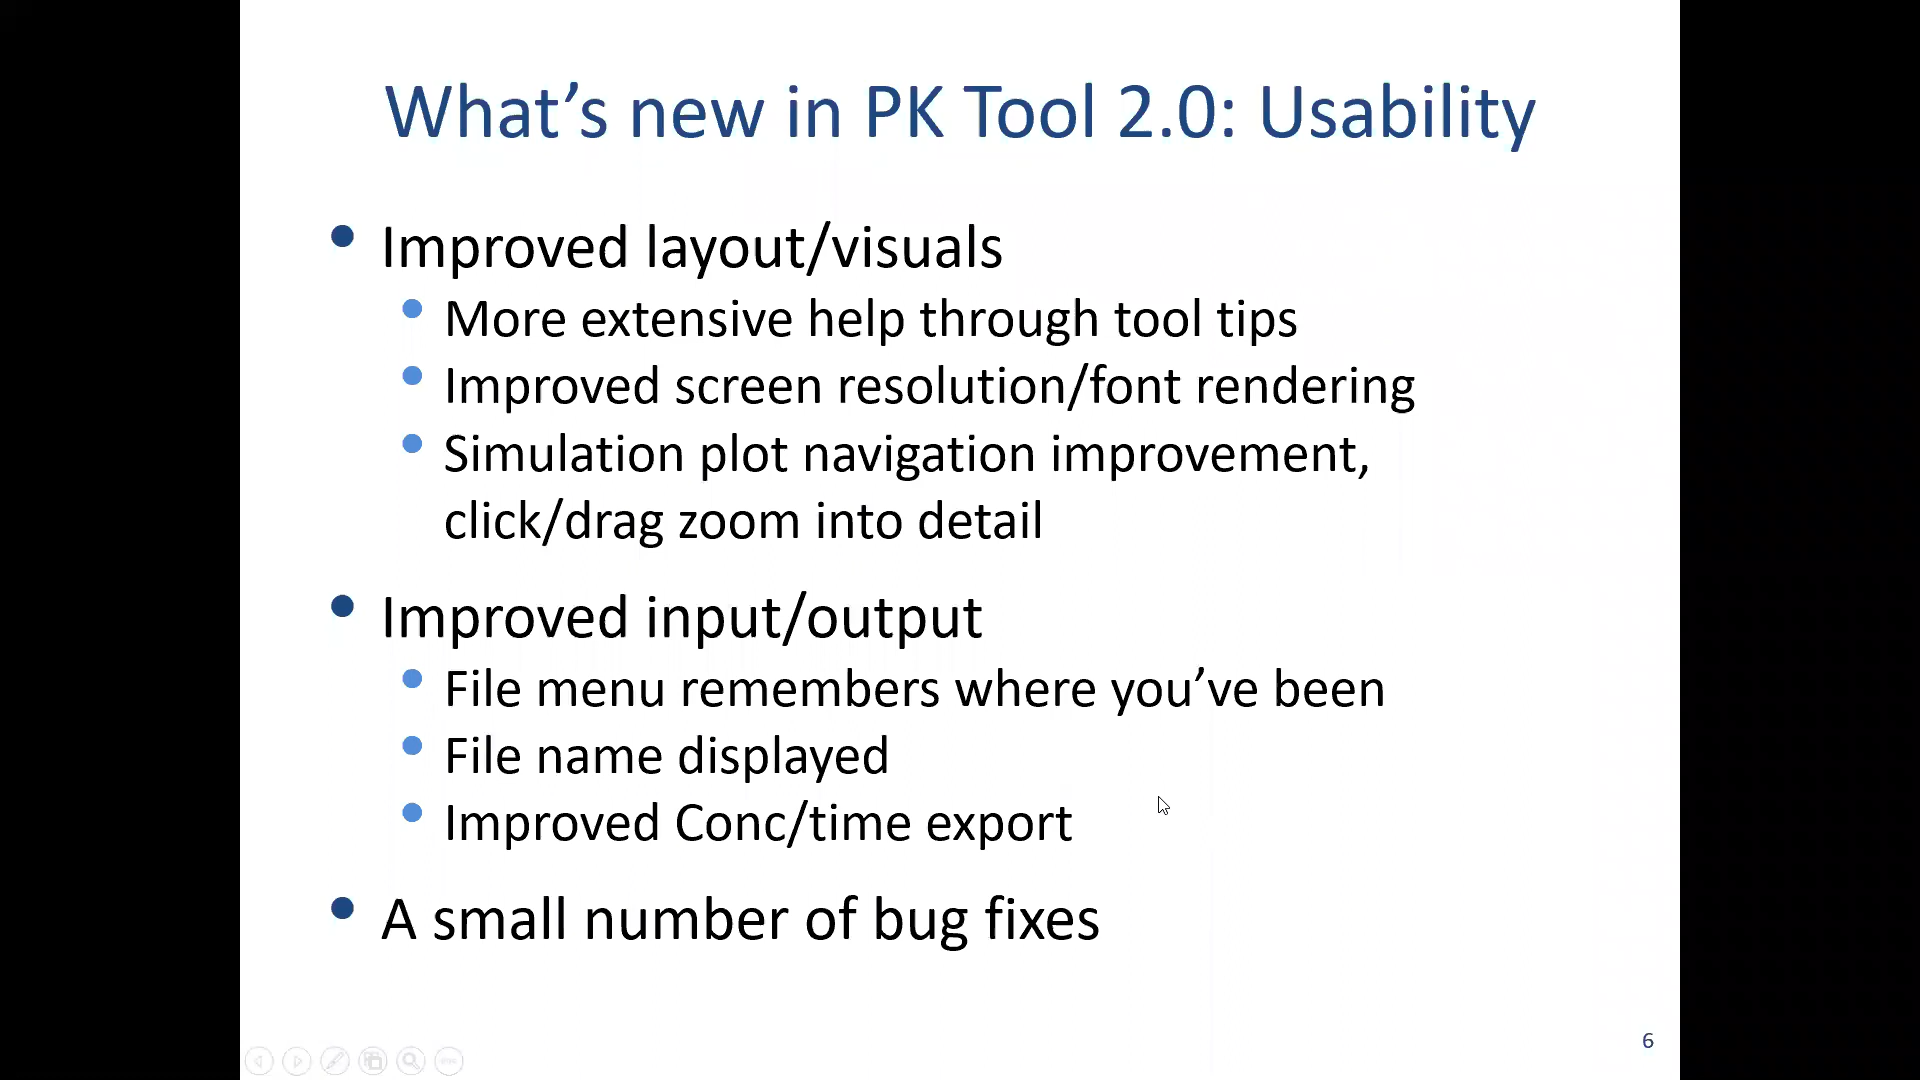 What’s new in PK Tool 2.0: Usability
• Improved layout/visuals
• More extensive help through tool tips
• Improved screen resolution/font rendering
• Simulation plot navigation improvement,
click/drag zoom into detail
• Improved input/output
• File menu remembers where you’ve been
• File name displayed
• Improved Conc/time export
• A small number of bug fixes
6